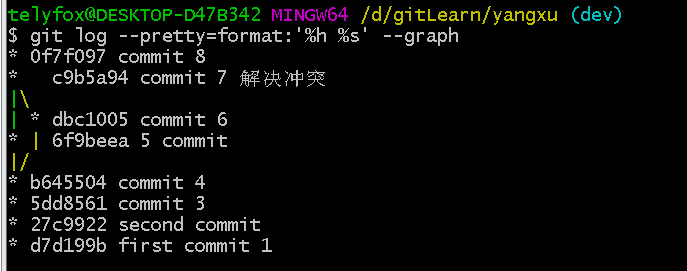 telyfox@DESKTOP-D47B342 MINGW64 /d/gitLearn/yangxu (dev)
$ git log --pretty=format:'%h %s' --graph
* 0f7f097 commit 8
*   c9b5a94 commit 7 解决冲突
|\
| * dbc1005 commit 6
* | 6f9beea 5 commit
|/
* b645504 commit 4
* 5dd8561 commit 3
* 27c9922 second commit
* d7d199b first commit 1